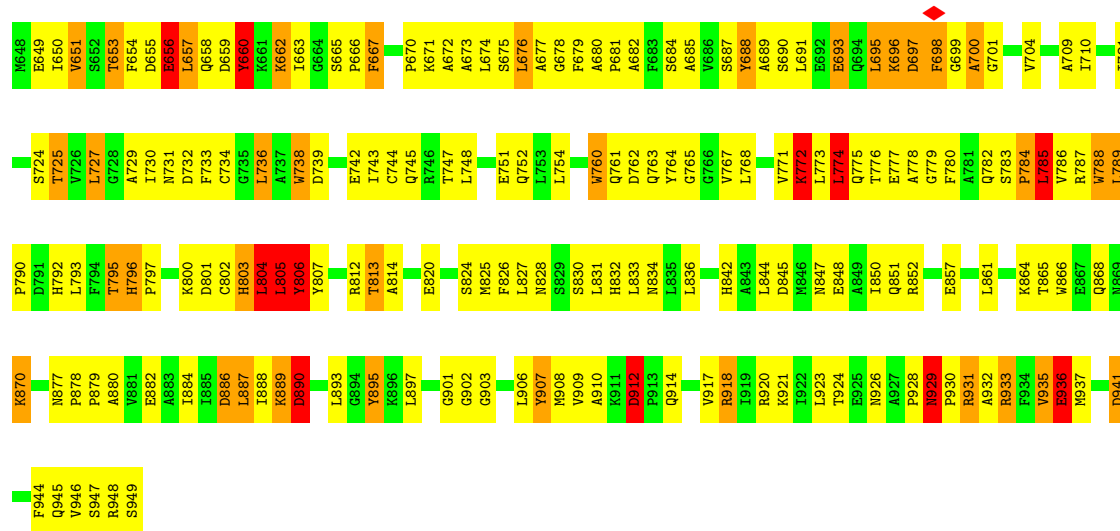 M648 E649 I650 V651 S652 T653 F654 D655 E656 L657 Q658 D659 Y660 K661 K662 I663 G664 S665 P666 F667 P670 K671 A672 A673 L674 S675 L676 A677 G678 F679 A680 P681 A682 F683 S684 A685 V686 S687 Y688 A689 S690 L691 E692 E693 Q694 L695 K696 D697 F698 G699 A700 G701 V704 A709 I710
S724 T725 V726 L727 G728 A729 I730 N731 D732 F733 C734 G735 L736 A737 W738 D739 E742 I743 C744 Q745 R746 T747 L748 E751 Q752 L753 L754 W760 Q761 D762 Q763 Y764 G765 G766 V767 L768 V771 K772 L773 L774 Q775 T776 E777 A778 G779 F780 A781 Q782 S783 P784 L785 V786 R787 W788 L789
P790 D791 H792 L793 F794 T795 H796 P797 K800 D801 C802 H803 L804 L805 Y806 Y807 R812 T813 A814 E820 S824 M825 F826 L827 N828 S829 S830 L831 H832 L833 N834 L835 L836 H842 A843 L844 D845 M846 N847 E848 A849 I850 Q851 R852 E857 L861 K864 T865 W866 E867 Q868 N869
K870 N877 P878 P879 A880 V881 E882 A883 I884 I885 D886 L887 I888 K889 D890 L893 G894 Y895 K896 L897 G901 G902 G903 L906 Y907 M908 V909 A910 K911 D912 P913 Q914 V917 R918 I919 R920 K921 I922 L923 T924 E925 N926 A927 P928 N929 P930 R931 A932 R933 F934 V935 E936 M937 D941
F944 Q945 V946 S947 R948 S949